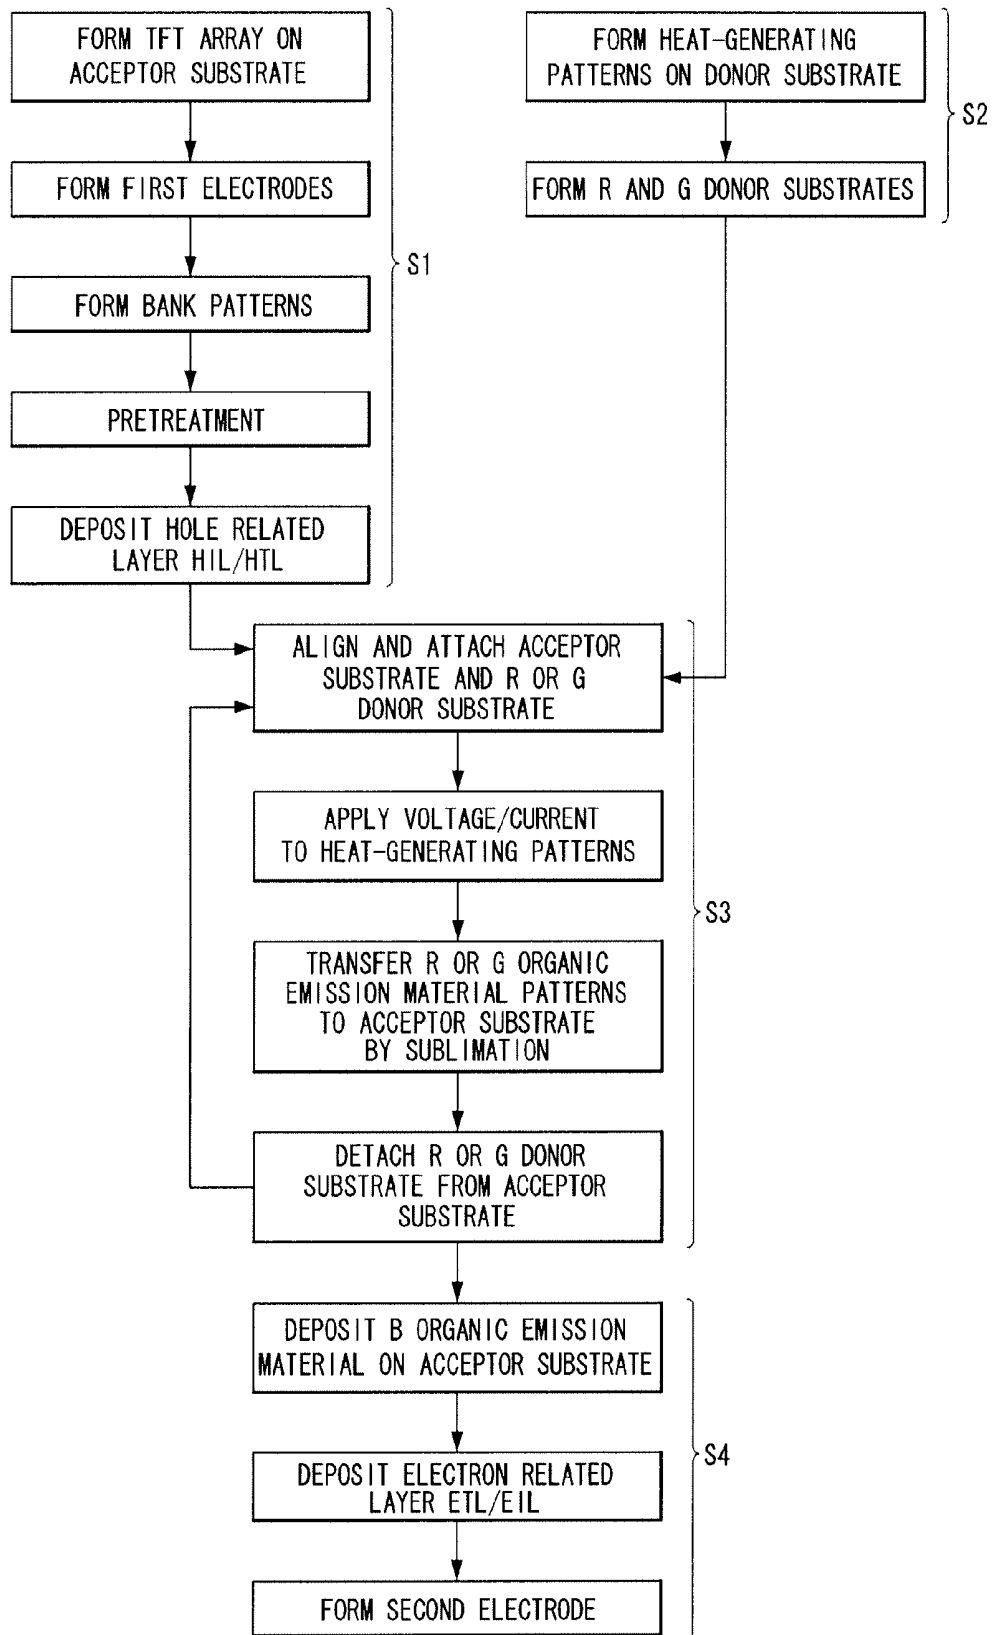 FORM TFT ARRAY ON
ACCEPTOR SUBSTRATE
FORM FIRST ELECTRODES
FORM BANK PATTERNS
PRETREATMENT
DEPOSIT HOLE RELATED
LAYER HIL/HTL
S1
FORM HEAT-GENERATING
PATTERNS ON DONOR SUBSTRATE
FORM R AND G DONOR SUBSTRATES
S2
ALIGN AND ATTACH ACCEPTOR
SUBSTRATE AND R OR G
DONOR SUBSTRATE
APPLY VOLTAGE/CURRENT
TO HEAT-GENERATING PATTERNS
TRANSFER R OR G ORGANIC
EMISSION MATERIAL PATTERNS
TO ACCEPTOR SUBSTRATE
BY SUBLIMATION
DETACH R OR G DONOR
SUBSTRATE FROM ACCEPTOR
SUBSTRATE
S3
DEPOSIT B ORGANIC EMISSION
MATERIAL ON ACCEPTOR SUBSTRATE
DEPOSIT ELECTRON RELATED
LAYER ETL/EIL
FORM SECOND ELECTRODE
S4